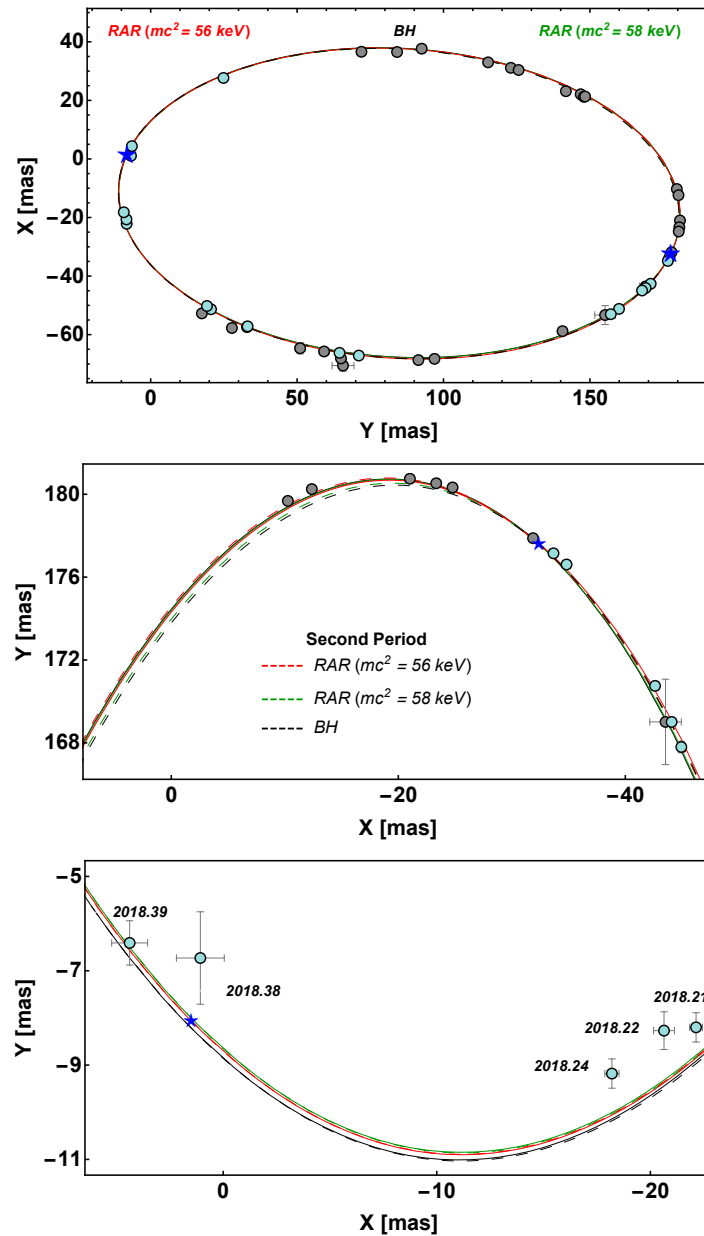 RAR (mc² = 56 keV) BH RAR (mc² = 58 keV)
40
20
0
−20
−40
−60
X [mas]
0 50 100 150
Y [mas]
180
176
172
168
Y [mas]
Second Period
RAR (mc² = 56 keV)
RAR (mc² = 58 keV)
BH
0 −20 −40
X [mas]
−5
−7
−9
−11
Y [mas]
2018.39
2018.38
2018.21
2018.22
2018.24
0 −10 −20
X [mas]